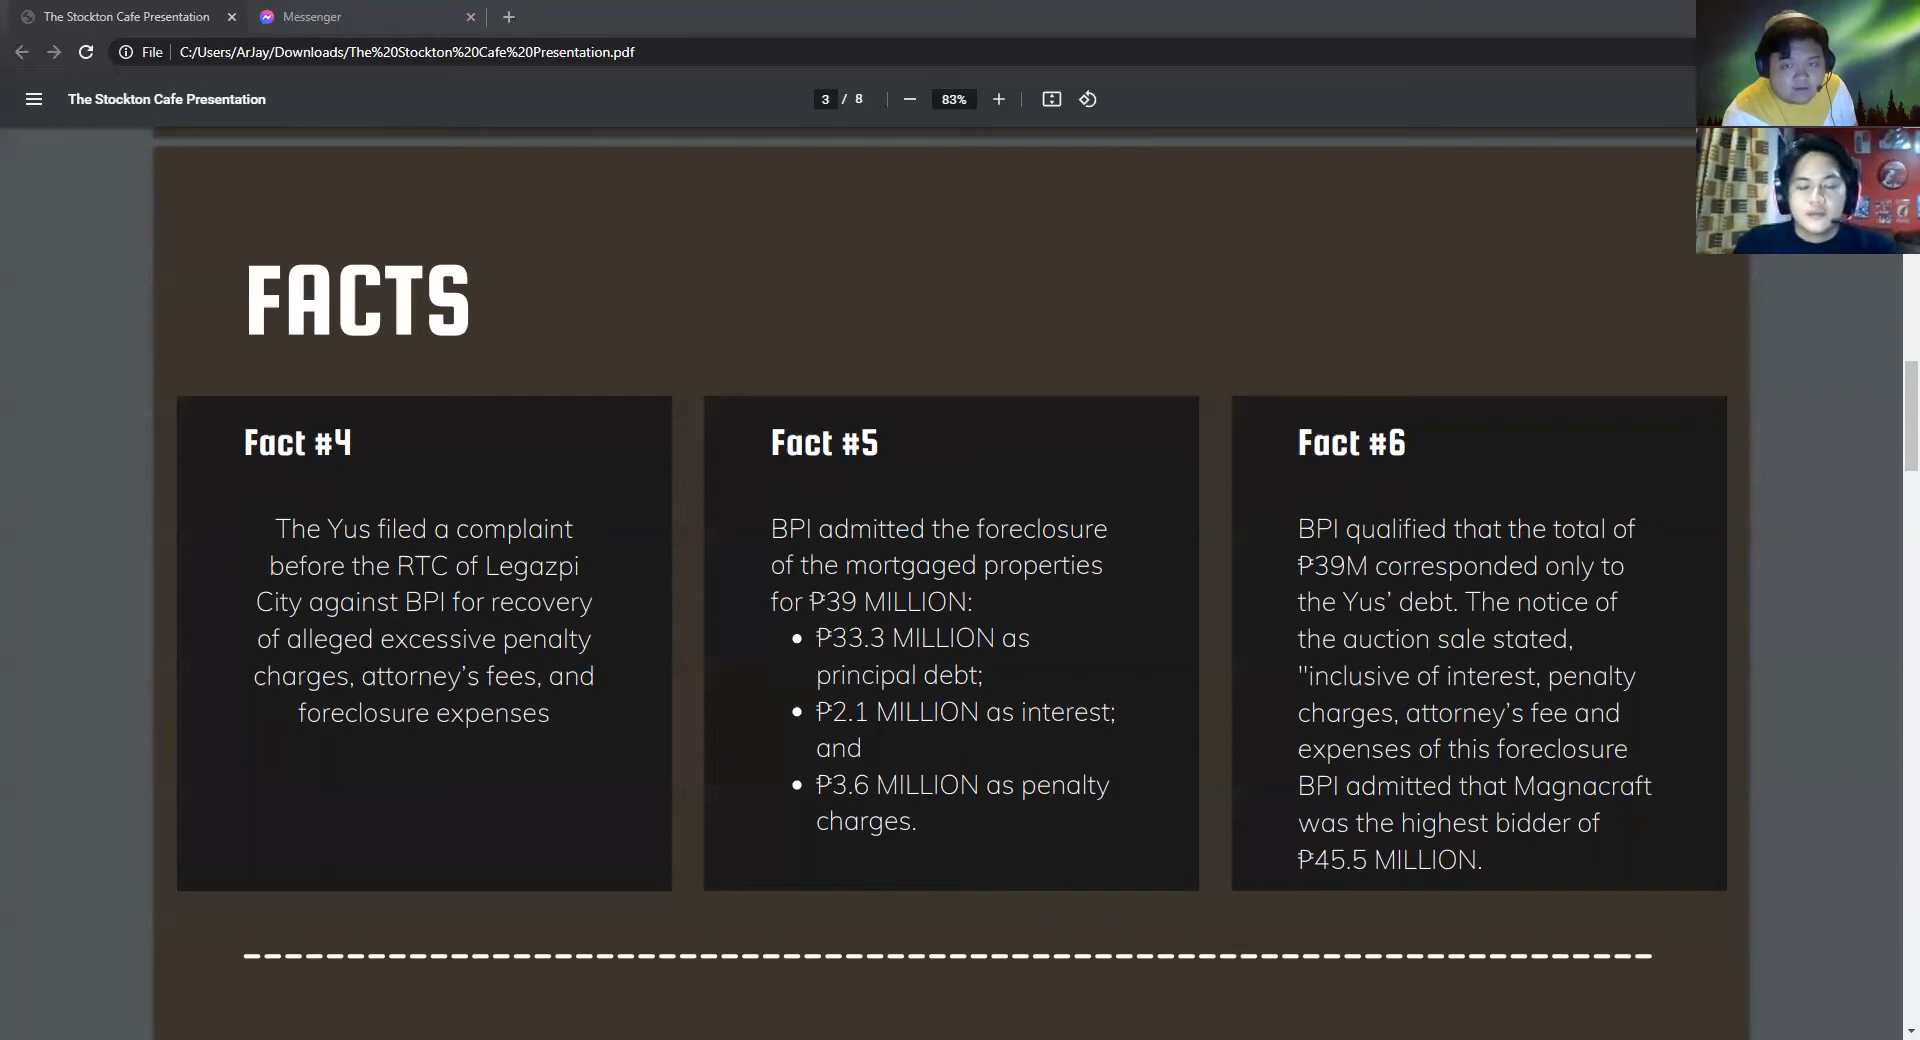 The Stockton Cafe Presentation
Messenger
File
C:/Users/ArJay/Downloads/The%20Stockton%20Cafe%20Presentation.pdf
The Stockton Cafe Presentation
3 / 8
83%
FACTS
Fact #4
The Yus filed a complaint
before the RTC of Legazpi
City against BPI for recovery
of alleged excessive penalty
charges, attorney’s fees, and
foreclosure expenses
Fact #5
BPI admitted the foreclosure
of the mortgaged properties
for ₱39 MILLION:
• ₱33.3 MILLION as
principal debt;
• ₱2.1 MILLION as interest;
and
• ₱3.6 MILLION as penalty
charges.
Fact #6
BPI qualified that the total of
₱39M corresponded only to
the Yus’ debt. The notice of
the auction sale stated,
"inclusive of interest, penalty
charges, attorney’s fee and
expenses of this foreclosure
BPI admitted that Magnacraft
was the highest bidder of
₱45.5 MILLION.